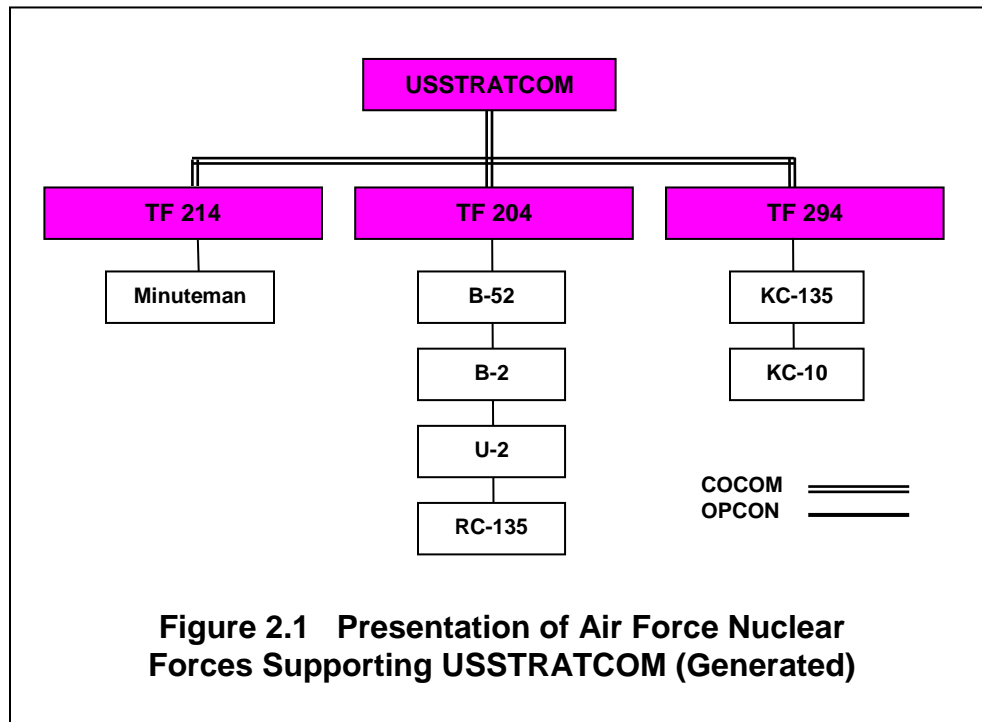 USSTRATCOM
TF 214
TF 204
TF 294
Minuteman
B-52
KC-135
B-2
KC-10
U-2
RC-135
COCOM
OPCON
Figure 2.1 Presentation of Air Force Nuclear
Forces Supporting USSTRATCOM (Generated)